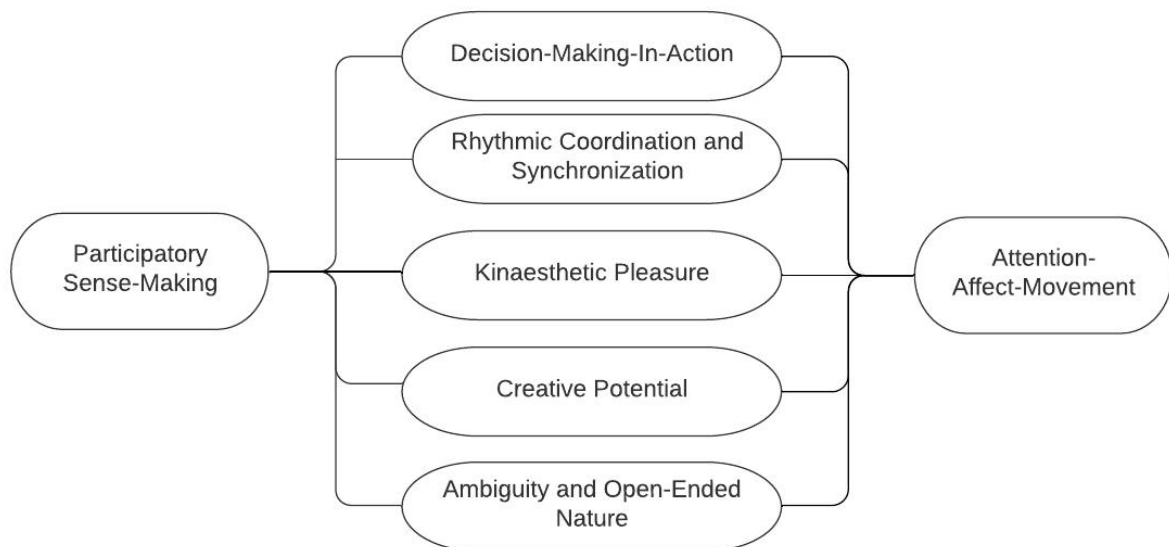 Decision-Making-In-Action
Rhythmic Coordination and
Synchronization
Participatory
Sense-Making
Kinaesthetic Pleasure
Attention-
Affect-Movement
Creative Potential
Ambiguity and Open-Ended
Nature